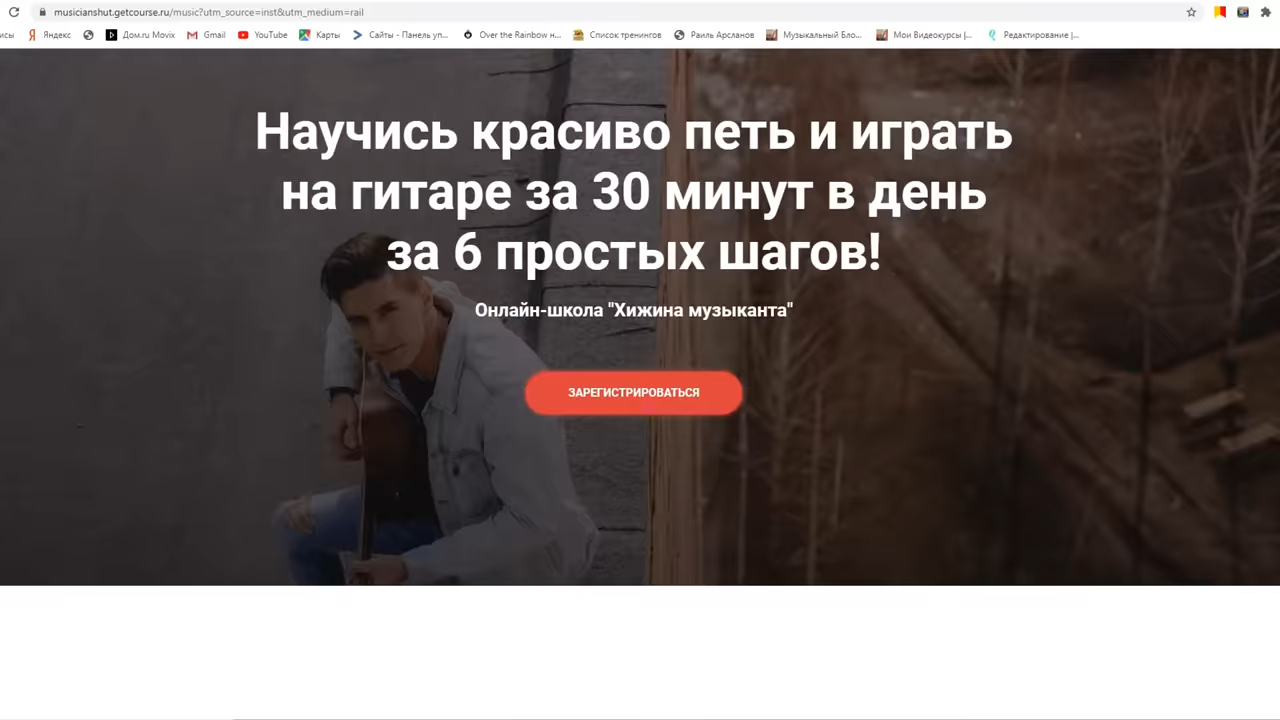 musicianshut.getcourse.ru/music?utm_source=inst&utm_medium=rail
исы Яндекс Дом.ru Movix Gmail YouTube Карты Сайты - Панель уп... Over the Rainbow н... Список тренингов Раиль Арсланов Музыкальный Бло... Мои Видеокурсы |... Редактирование |...
Научись красиво петь и играть
на гитаре за 30 минут в день
за 6 простых шагов!
Онлайн-школа "Хижина музыканта"
ЗАРЕГИСТРИРОВАТЬСЯ